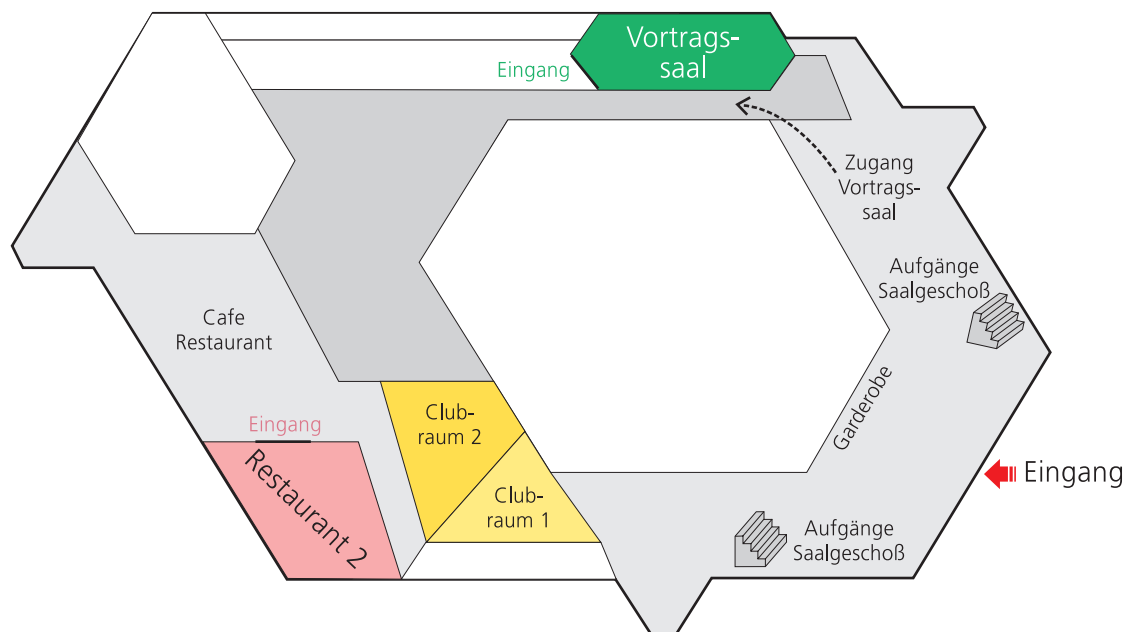 Vortrags-
saal
Eingang
Zugang
Vortrags-
saal
Aufgänge
Saalgeschoß
Cafe
Restaurant
Garderobe
Club-
raum 2
Eingang
Restaurant 2
Club-
raum 1
Eingang
Aufgänge
Saalgeschoß